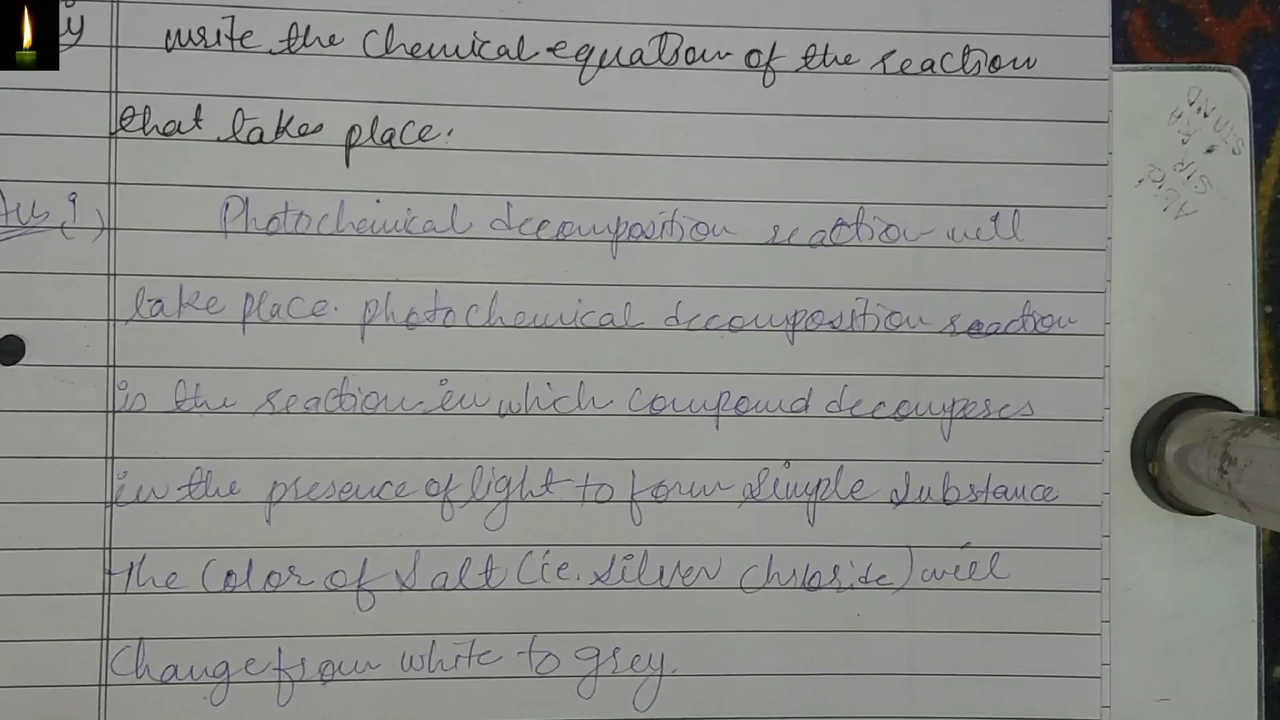 y write the chemical equation of the reaction
that takes place.
Ans i) Photochemical decomposition reaction will
take place. photochemical decomposition reaction
is the reaction in which compound decomposes
in the presence of light to form simple substance
The color of salt (ie. silver chloride) will
change from white to grey.